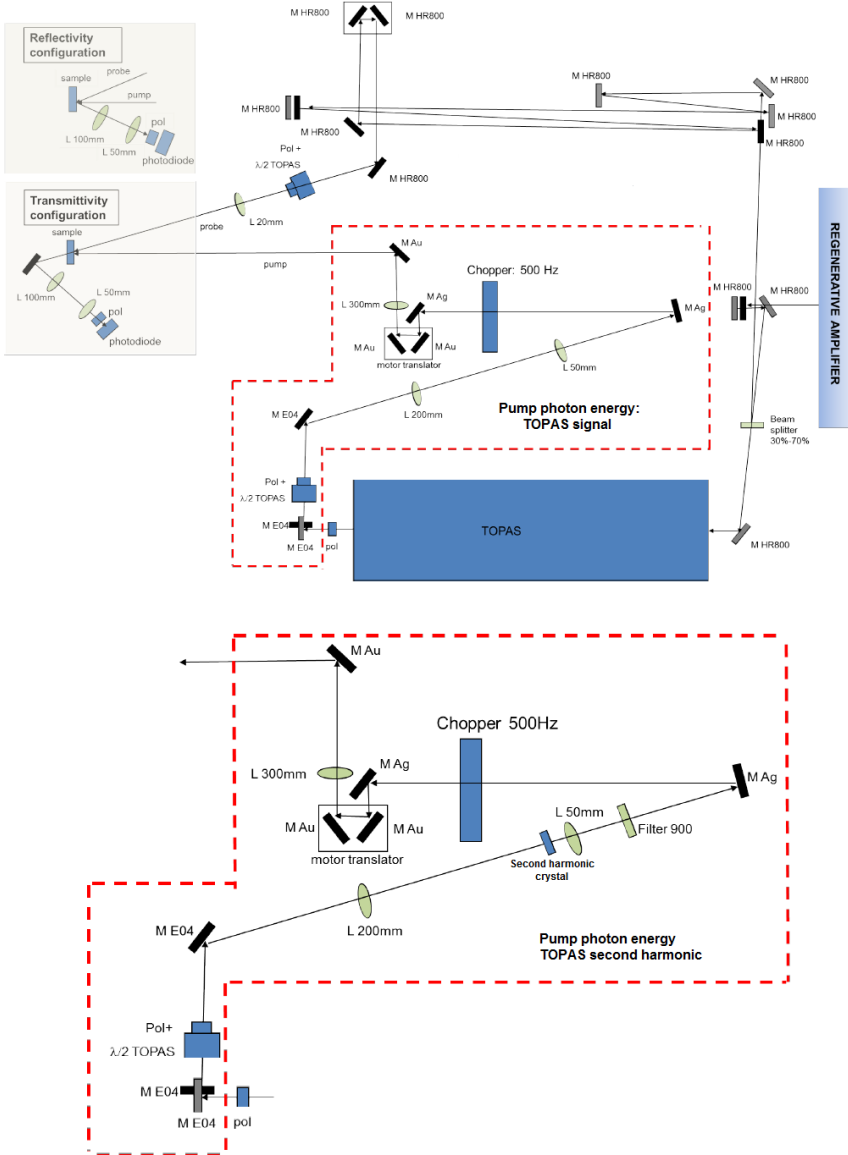 M HR800
M HR800
Reflectivity
configuration
sample
probe
pump
L 100mm
L 50mm
pol
photodiode
M HR800
M HR800
M HR800
M HR800
M HR800
M HR800
M HR800
Pol +
λ/2 TOPAS
L 20mm
M HR800
Transmittivity
configuration
sample
probe
pump
L 100mm
L 50mm
pol
photodiode
M Au
Chopper: 500 Hz
L 300mm
M Ag
M Ag
M Au
M Au
motor translator
L 50mm
L 200mm
M HR800
M HR800
REGENERATIVE AMPLIFIER
Pump photon energy:
TOPAS signal
Beam
splitter
30%-70%
M E04
Pol +
λ/2 TOPAS
M E04
M E04
pol
TOPAS
M HR800
M Au
Chopper 500Hz
L 300mm
M Ag
M Ag
M Au
M Au
motor translator
L 50mm
Filter 900
Second harmonic
crystal
L 200mm
M E04
Pump photon energy
TOPAS second harmonic
Pol+
λ/2 TOPAS
M E04
M E04
pol